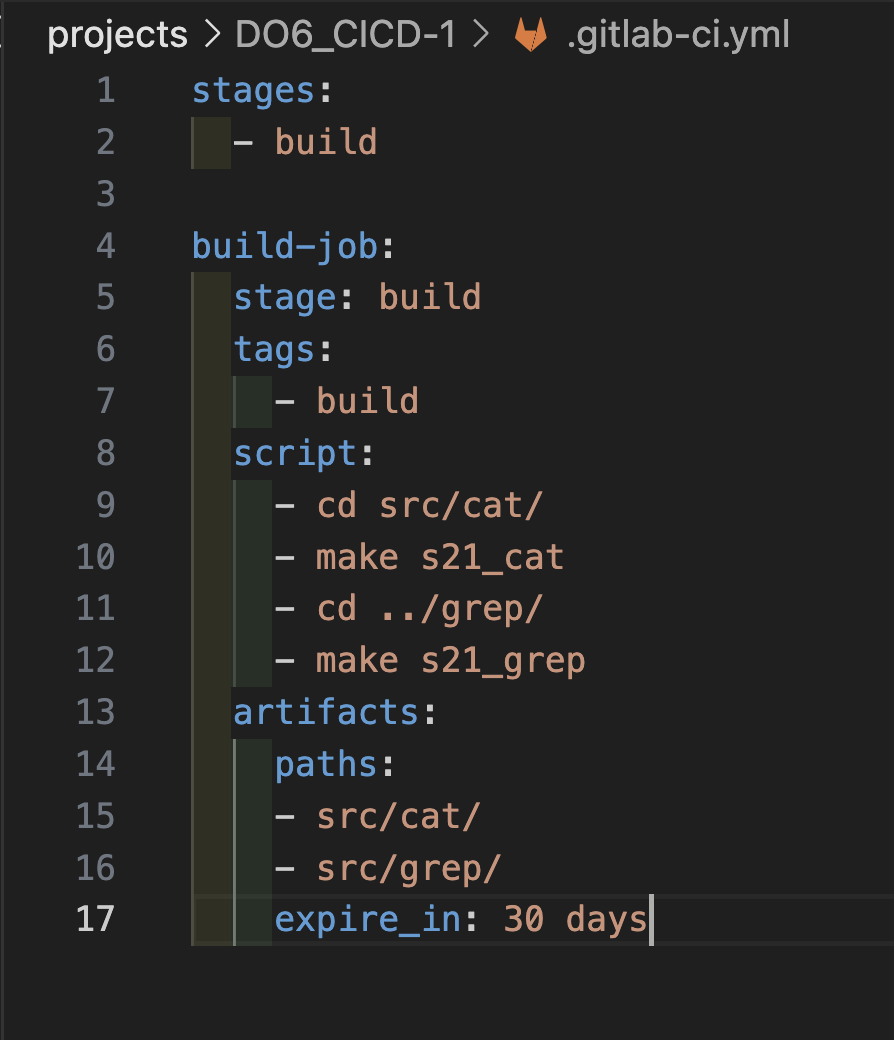 projects > DO6_CICD-1 > .gitlab-ci.yml
1 stages:
2   - build
3
4 build-job:
5   stage: build
6   tags:
7     - build
8   script:
9     - cd src/cat/
10     - make s21_cat
11     - cd ../grep/
12     - make s21_grep
13   artifacts:
14     paths:
15     - src/cat/
16     - src/grep/
17     expire_in: 30 days